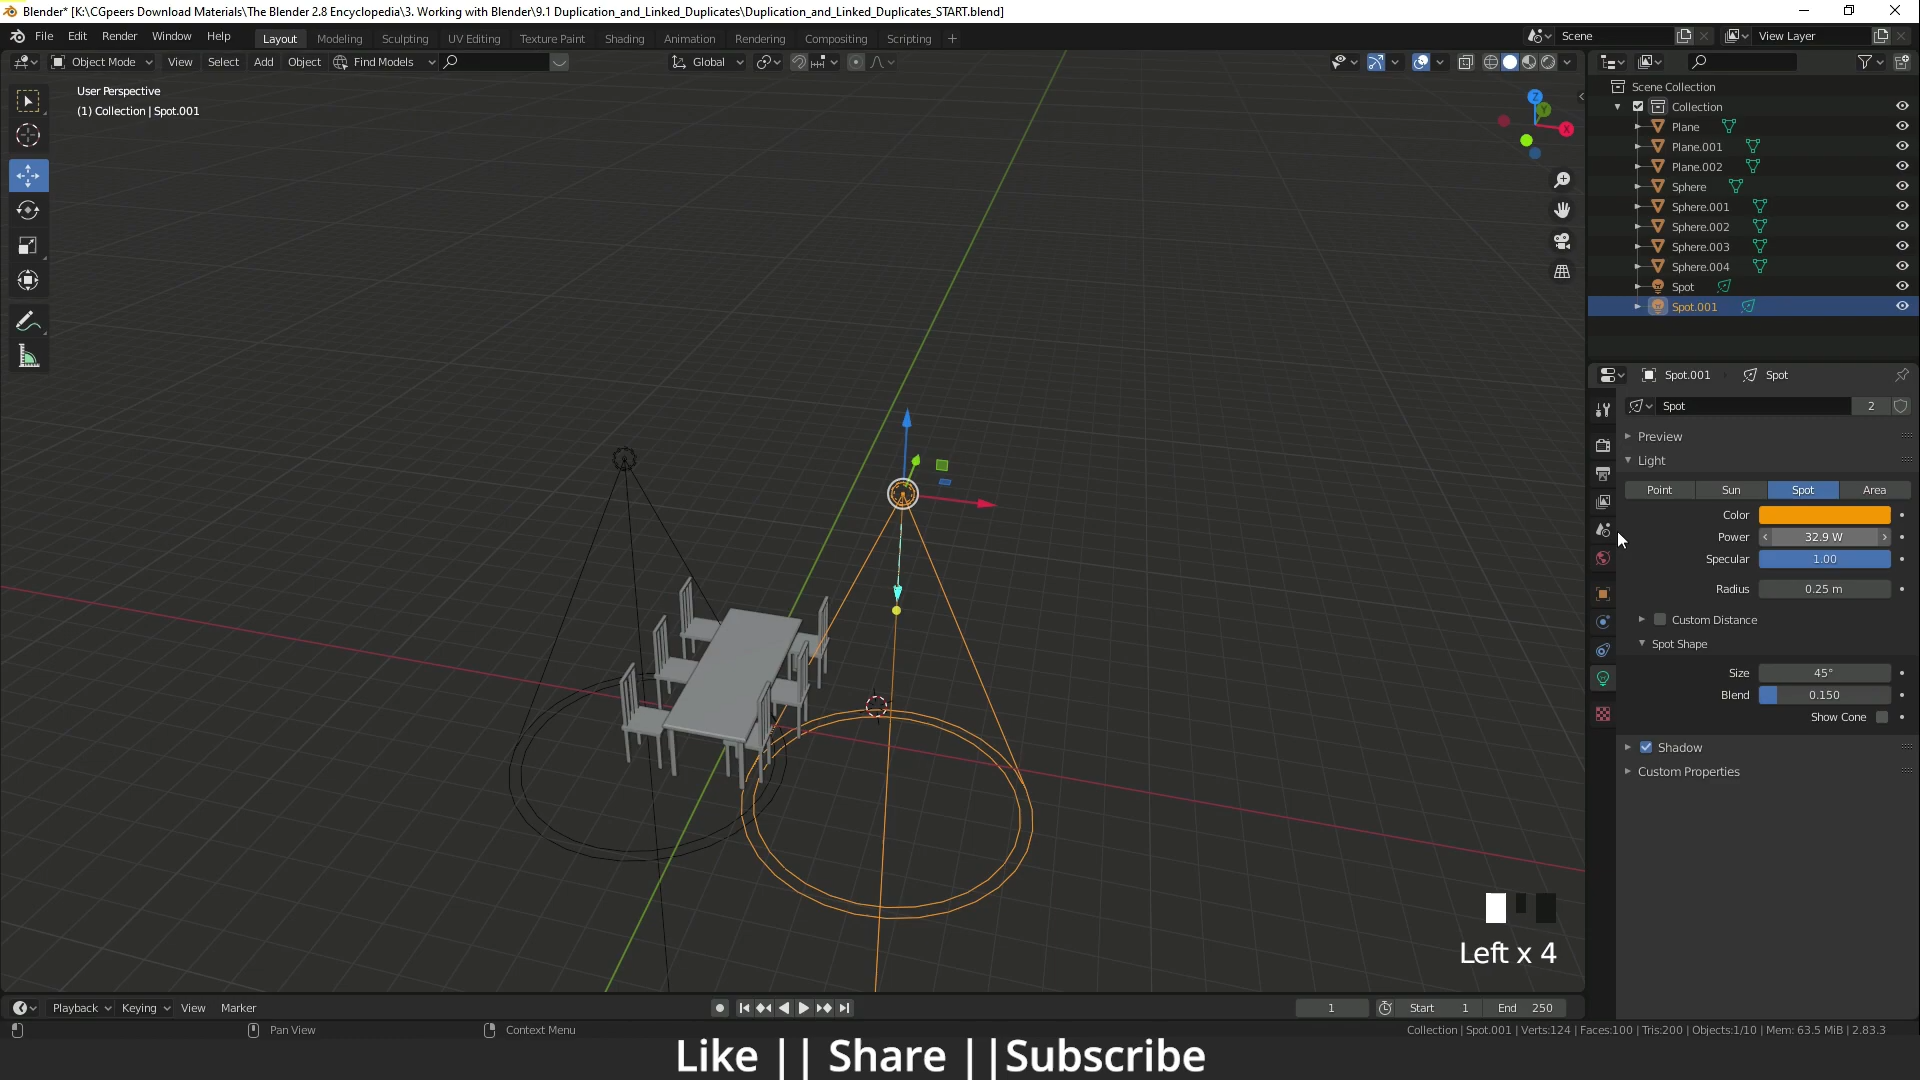 Blender* [K:\CGpeers Download Materials\The Blender 2.8 Encyclopedia\3. Working with Blender\9.1 Duplication_and_Linked_Duplicates\Duplication_and_Linked_Duplicates_START.blend]
File Edit Render Window Help Layout Modeling Sculpting UV Editing Texture Paint Shading Animation Rendering Compositing Scripting + Scene View Layer
Object Mode View Select Add Object Find Models Global
User Perspective
(1) Collection | Spot.001
Z
Y
X
Scene Collection
Collection
Plane
Plane.001
Plane.002
Sphere
Sphere.001
Sphere.002
Sphere.003
Sphere.004
Spot
Spot.001
Spot.001 Spot
Spot 2
Preview
Light
Point Sun Spot Area
Color
Power 32.9 W
Specular 1.00
Radius 0.25 m
Custom Distance
Spot Shape
Size 45°
Blend 0.150
Show Cone
Shadow
Custom Properties
Left x 4
Playback Keying View Marker 1 Start 1 End 250
Pan View Context Menu Collection | Spot.001 | Verts:124 | Faces:100 | Tris:200 | Objects:1/10 | Mem: 63.5 MiB | 2.83.3
Like || Share ||Subscribe